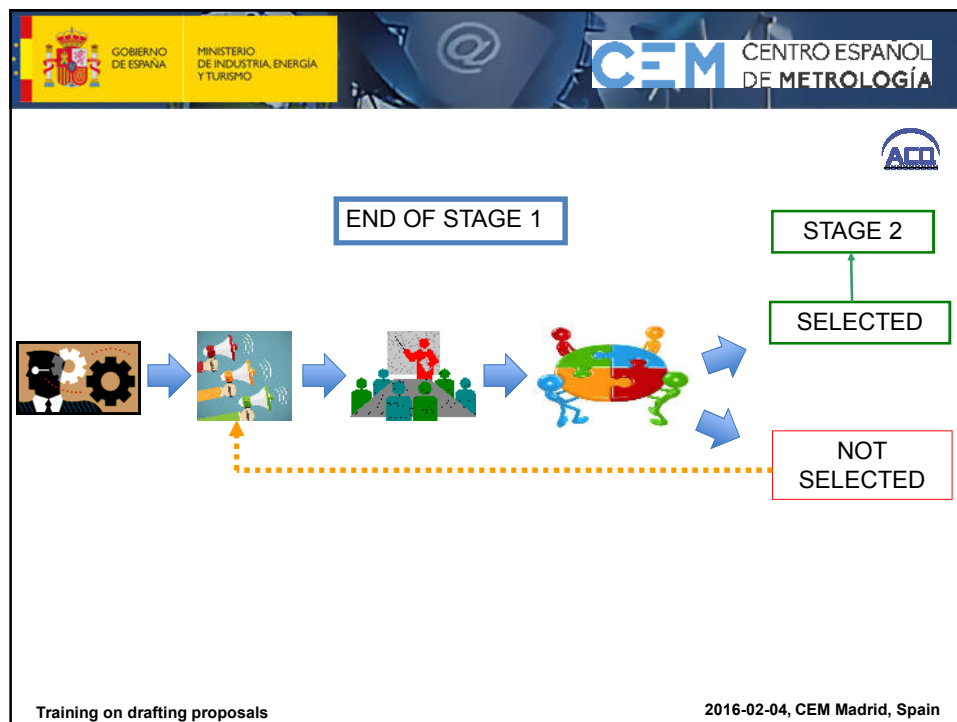 GOBIERNO
DE ESPAÑA
MINISTERIO
DE INDUSTRIA, ENERGÍA
Y TURISMO
@
CEM
CENTRO ESPAÑOL
DE METROLOGÍA
END OF STAGE 1
STAGE 2
SELECTED
NOT
SELECTED
Training on drafting proposals
2016-02-04, CEM Madrid, Spain